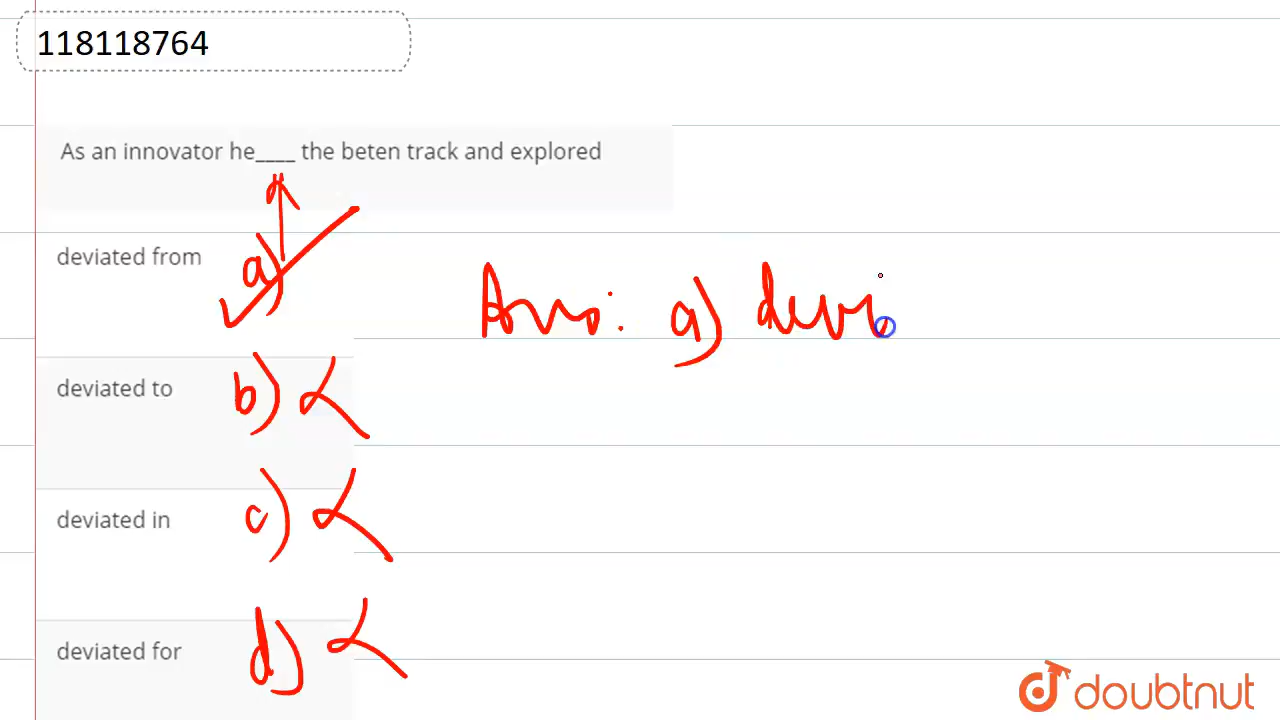 118118764
As an innovator he____ the beten track and explored
deviated from a)
Ans: a) devi
deviated to b)
deviated in c)
deviated for d)
doubtnut